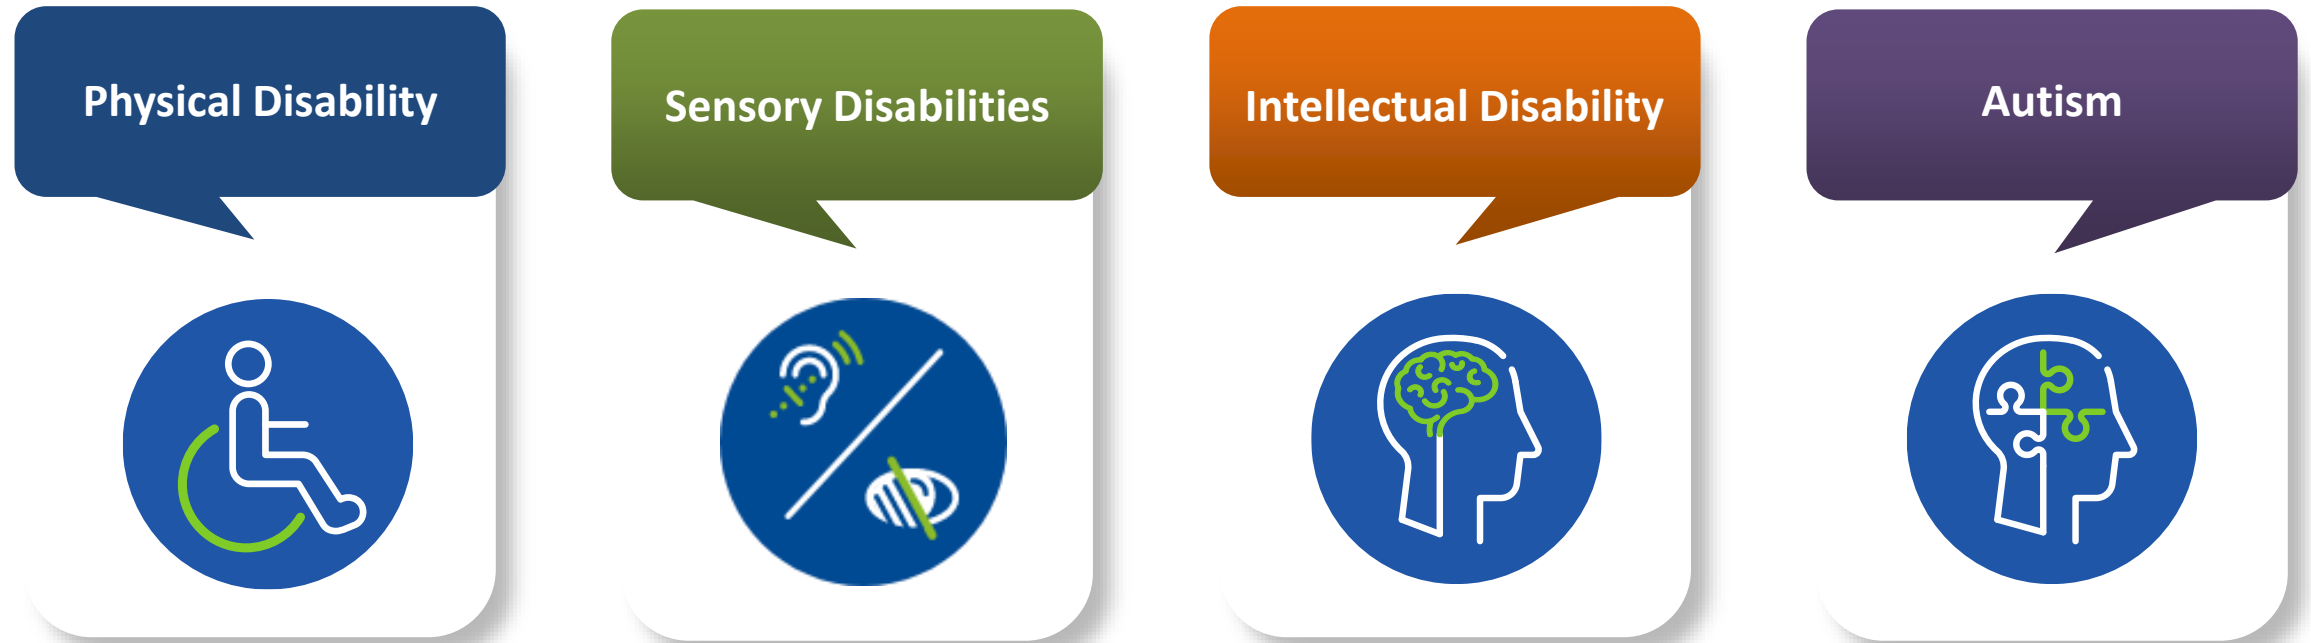 Physical Disability
Sensory Disabilities
Intellectual Disability
Autism